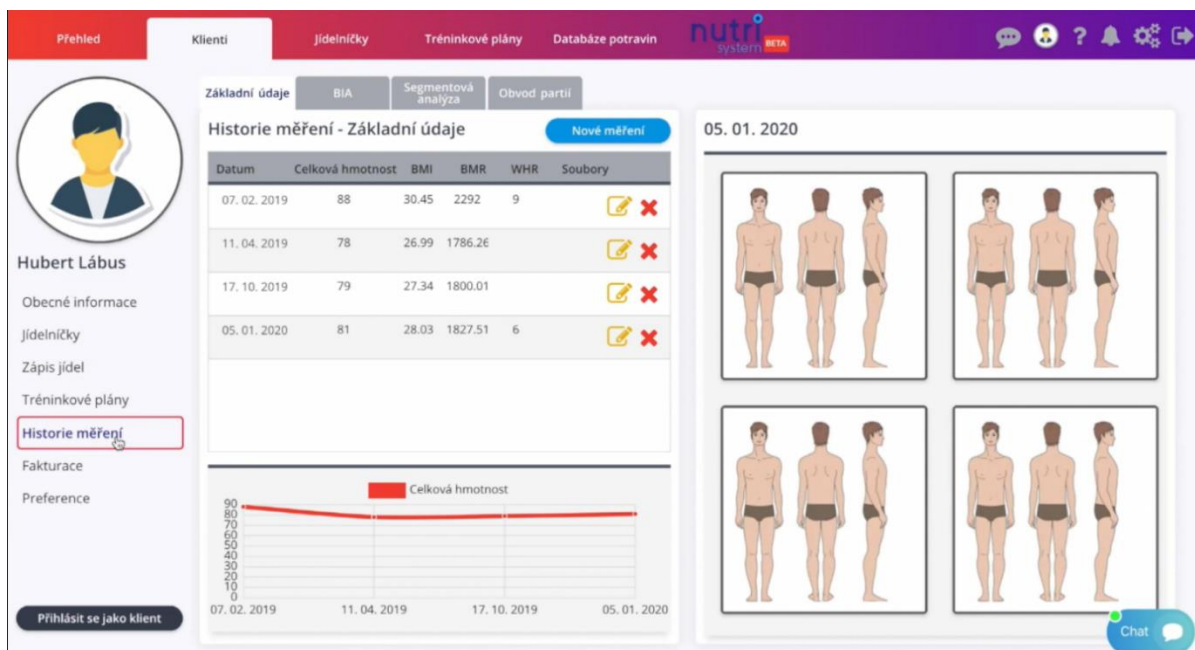 Přehled
Klienti
Jídelníčky
Tréninkové plány
Databáze potravin
nutri
system BETA
?
Hubert Lábus
Obecné informace
Jídelníčky
Zápis jídel
Tréninkové plány
Historie měření
Fakturace
Preference
Přihlásit se jako klient
Základní údaje
BIA
Segmentová
analýza
Obvod partií
Historie měření - Základní údaje
Nové měření
Datum Celková hmotnost BMI BMR WHR Soubory
07. 02. 2019 88 30.45 2292 9
11. 04. 2019 78 26.99 1786.26
17. 10. 2019 79 27.34 1800.01
05. 01. 2020 81 28.03 1827.51 6
Celková hmotnost
90
80
70
60
50
40
30
20
10
0
07. 02. 2019 11. 04. 2019 17. 10. 2019 05. 01. 2020
05. 01. 2020
Chat